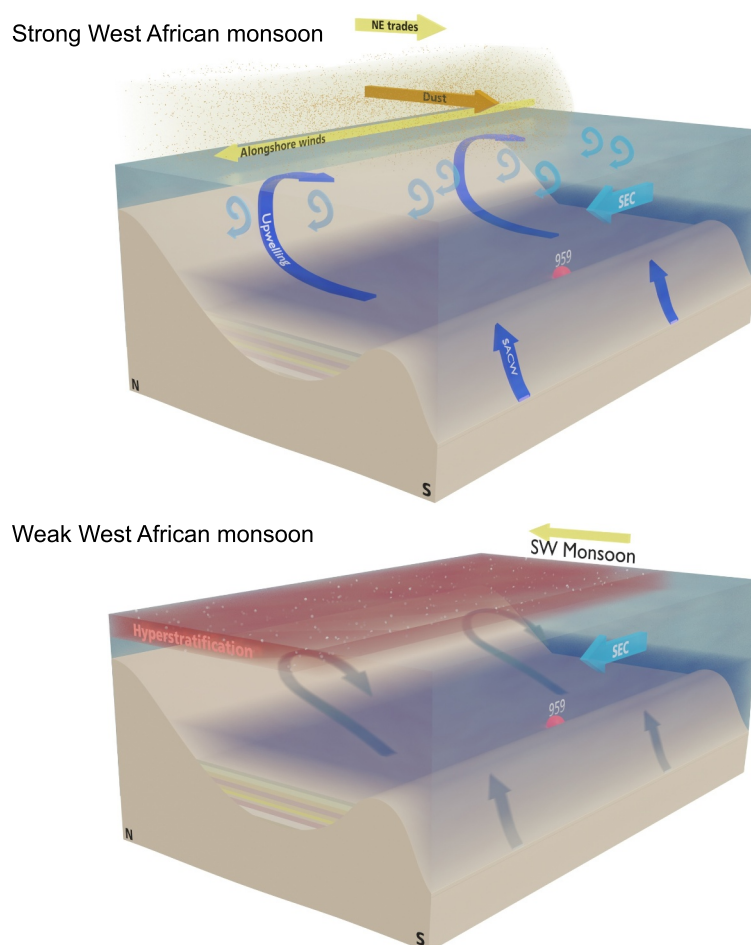 Strong West African monsoon
NE trades
Dust
Alongshore winds
Upwelling
SEC
959
SACW
N
S
Weak West African monsoon
SW Monsoon
Hyperstratification
SEC
959
N
S